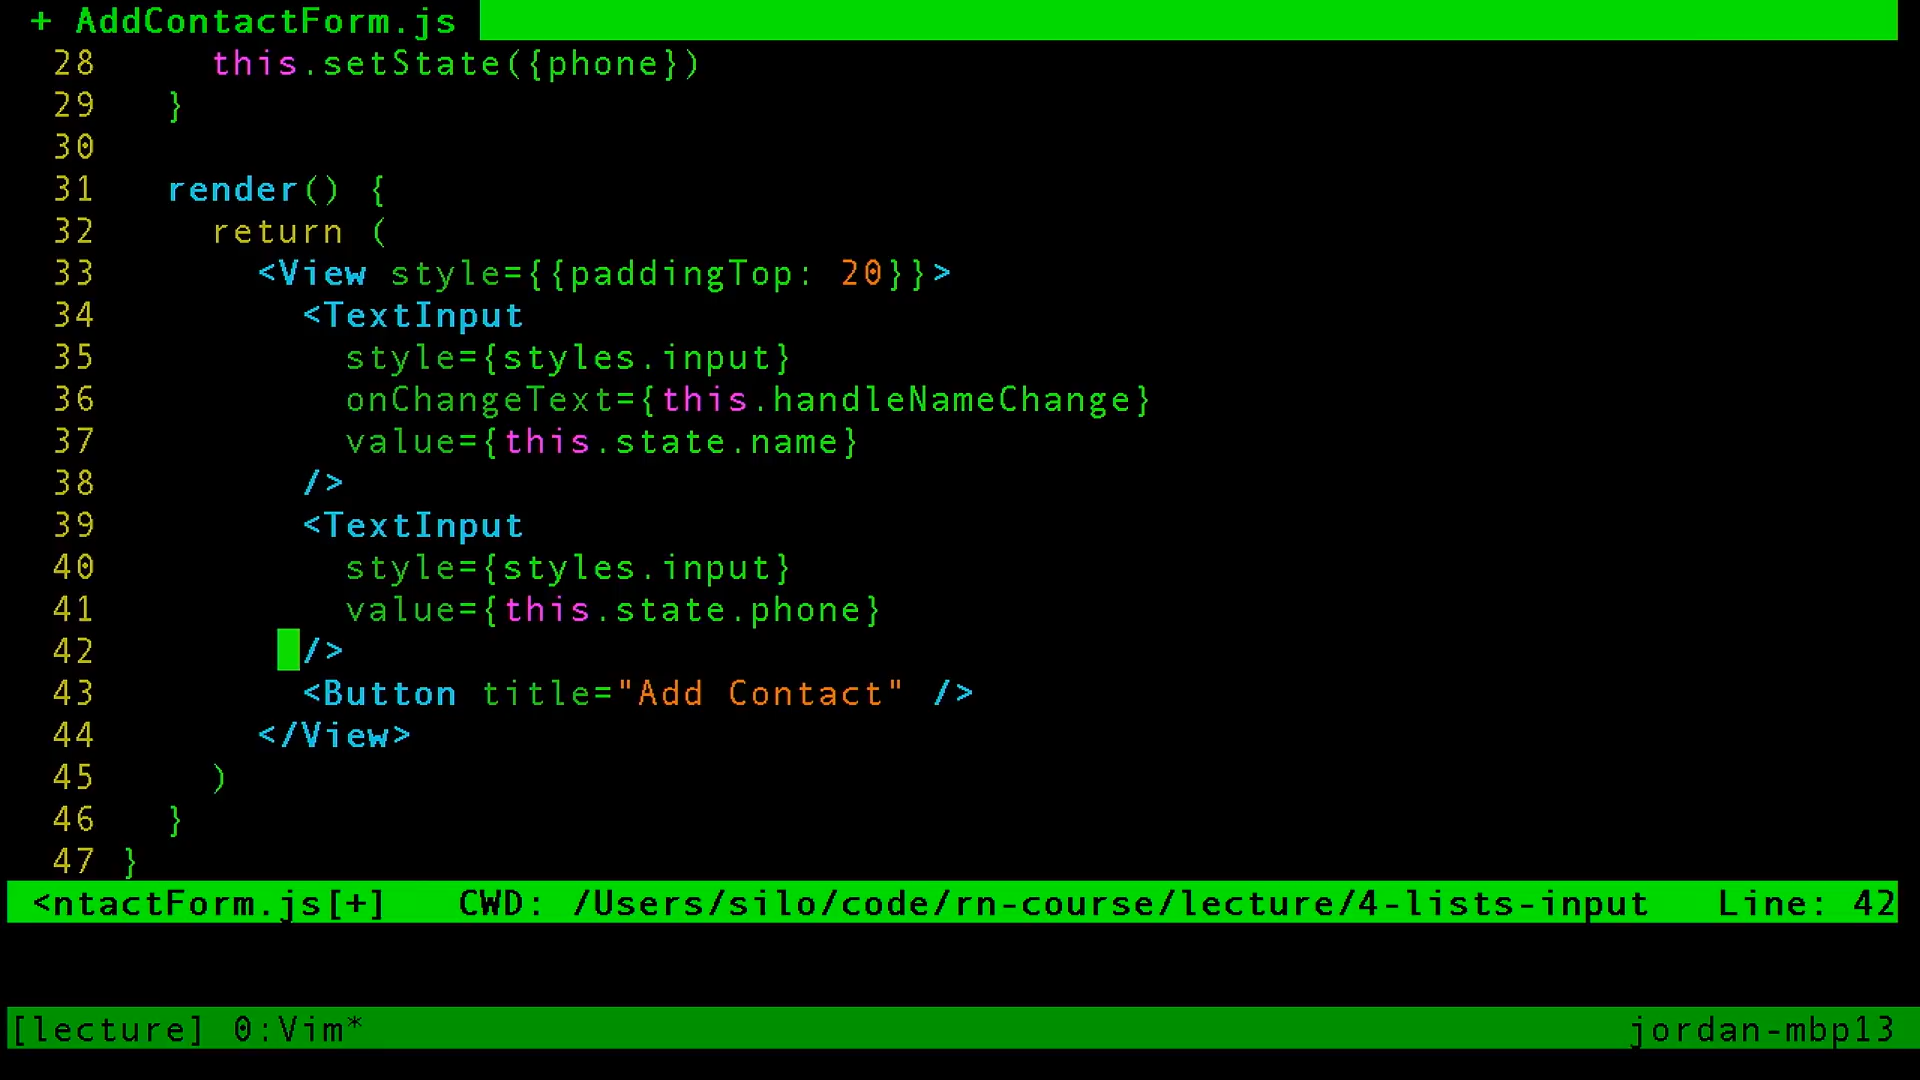 + AddContactForm.js
28 this.setState({phone})
29 }
30
31 render() {
32 return (
33 <View style={{paddingTop: 20}}>
34 <TextInput
35 style={styles.input}
36 onChangeText={this.handleNameChange}
37 value={this.state.name}
38 />
39 <TextInput
40 style={styles.input}
41 value={this.state.phone}
42 />
43 <Button title="Add Contact" />
44 </View>
45 )
46 }
47 }
<ntactForm.js[+] CWD: /Users/silo/code/rn-course/lecture/4-lists-input Line: 42
[lecture] 0:Vim* jordan-mbp13